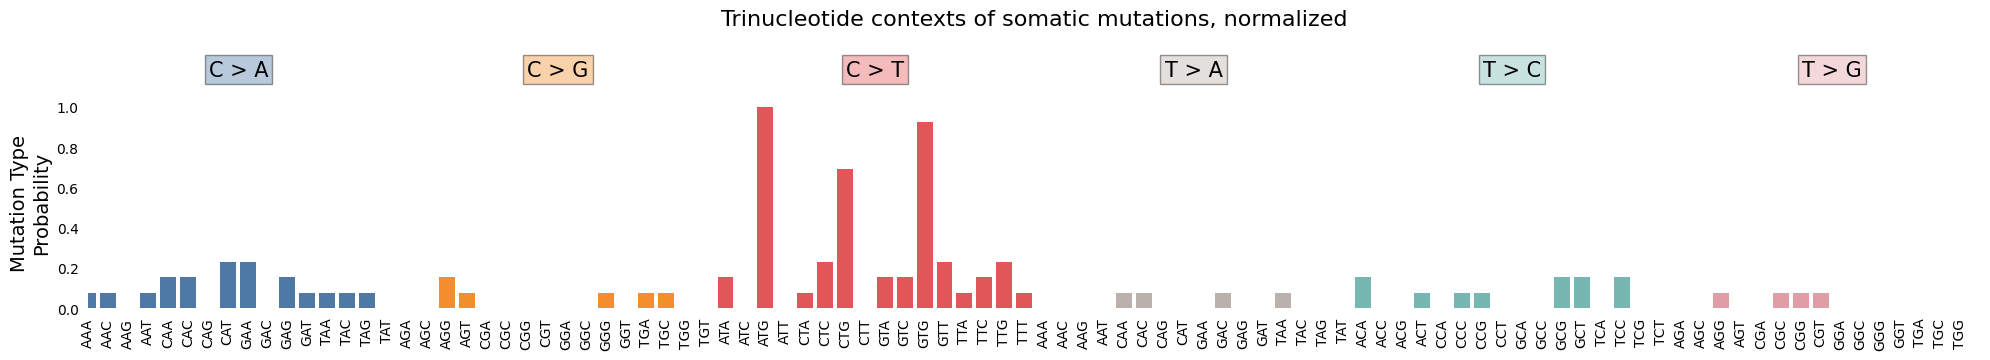 Trinucleotide contexts of somatic mutations, normalized
C > A C > G C > T T > A T > C T > G
Mutation Type
Probability
1.0
0.8
0.6
0.4
0.2
0.0
AAA AAC AAG AAT CAA CAC CAG CAT GAA GAC GAG GAT TAA TAC TAG TAT AGA AGC AGG AGT CGA CGC CGG CGT GGA GGC GGG GGT TGA TGC TGG TGT ATA ATC ATG ATT CTA CTC CTG CTT GTA GTC GTG GTT TTA TTC TTG TTT AAA AAC AAG AAT CAA CAC CAG CAT GAA GAC GAG GAT TAA TAC TAG TAT ACA ACC ACG ACT CCA CCC CCG CCT GCA GCC GCG GCT TCA TCC TCG TCT AGA AGC AGG AGT CGA CGC CGG CGT GGA GGC GGG GGT TGA TGC TGG